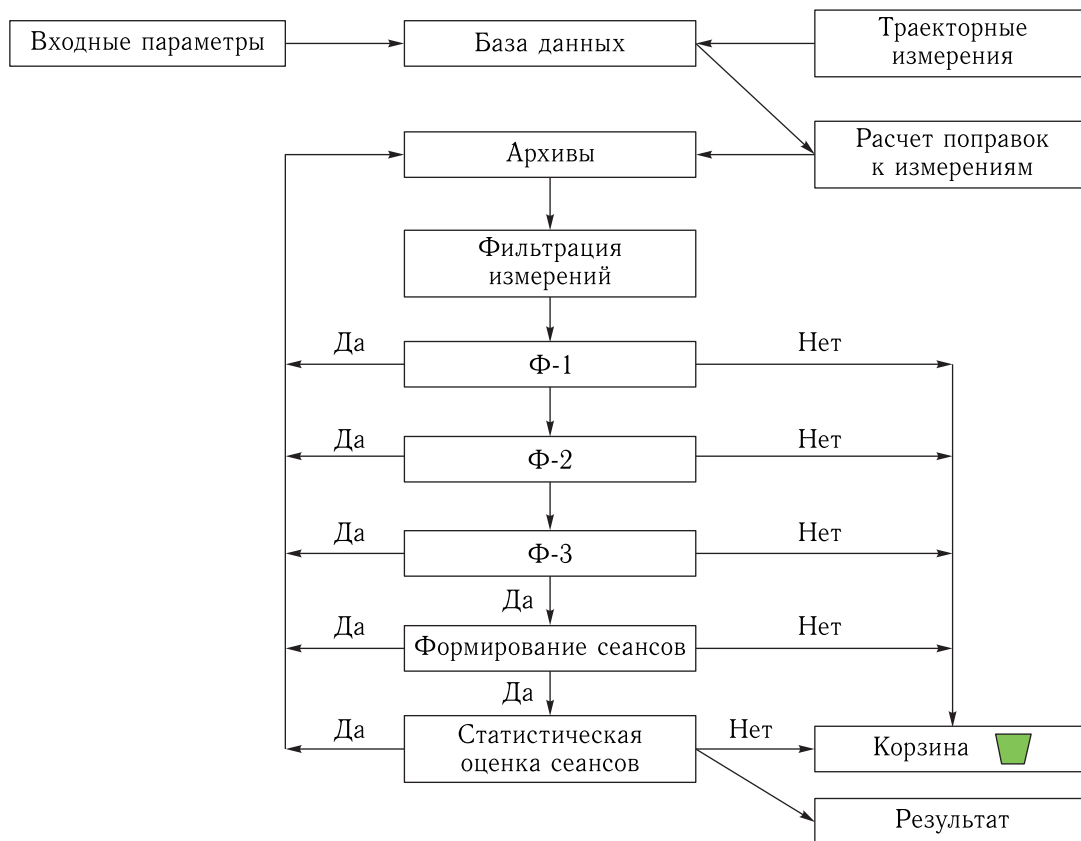 Входные параметры
База данных
Траекторные
измерения
Архивы
Расчет поправок
к измерениям
Фильтрация
измерений
Да
Ф-1
Нет
Да
Ф-2
Нет
Да
Ф-3
Нет
Да
Да
Формирование сеансов
Нет
Да
Да
Статистическая
оценка сеансов
Нет
Корзина
Результат